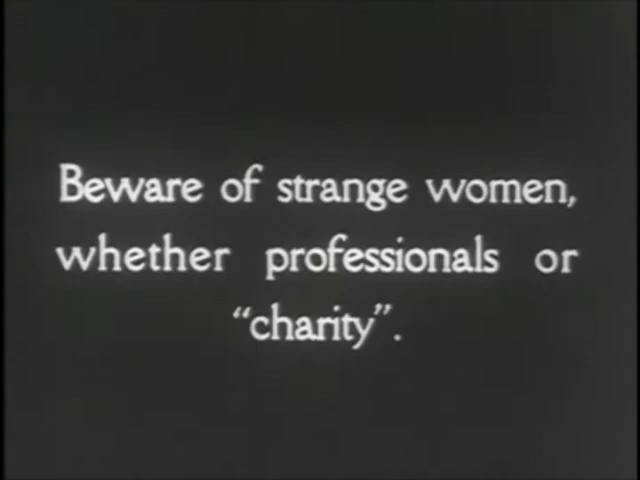 Beware of strange women,
whether professionals or
“charity”.